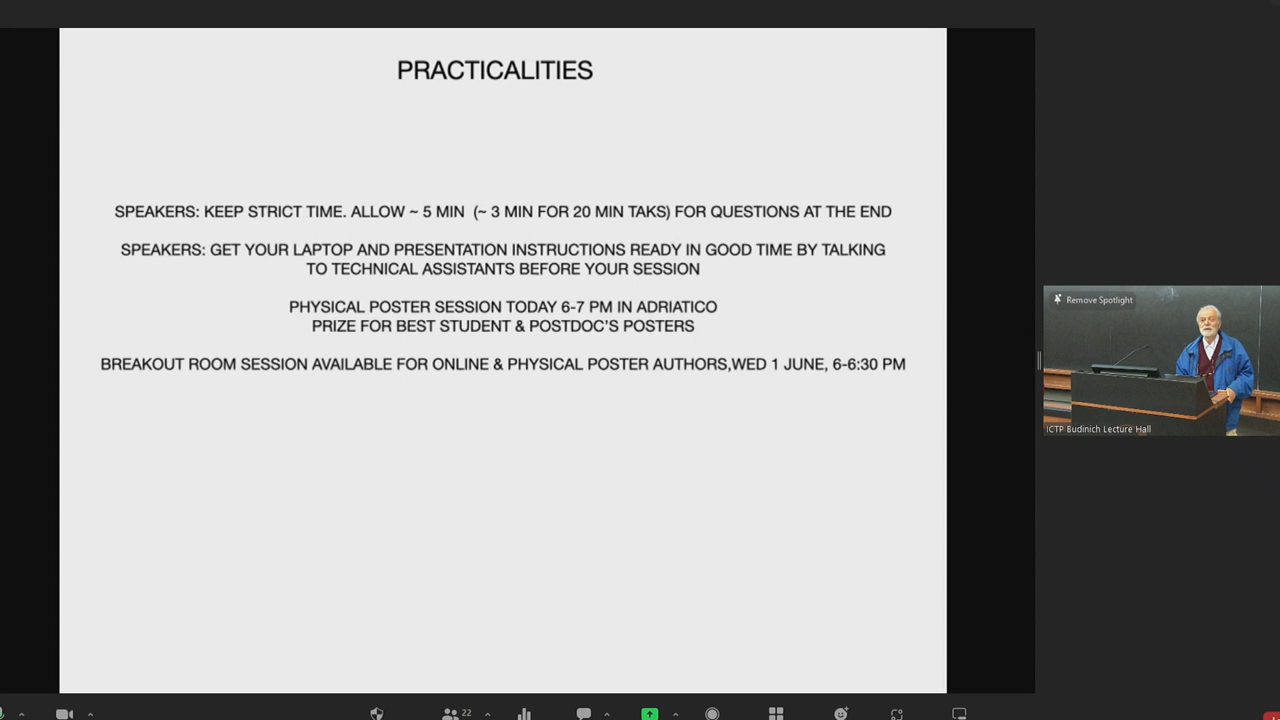 PRACTICALITIES
SPEAKERS: KEEP STRICT TIME. ALLOW ~ 5 MIN (~ 3 MIN FOR 20 MIN TAKS) FOR QUESTIONS AT THE END
SPEAKERS: GET YOUR LAPTOP AND PRESENTATION INSTRUCTIONS READY IN GOOD TIME BY TALKING
TO TECHNICAL ASSISTANTS BEFORE YOUR SESSION
PHYSICAL POSTER SESSION TODAY 6-7 PM IN ADRIATICO
PRIZE FOR BEST STUDENT & POSTDOC'S POSTERS
BREAKOUT ROOM SESSION AVAILABLE FOR ONLINE & PHYSICAL POSTER AUTHORS,WED 1 JUNE, 6-6:30 PM
Remove Spotlight
ICTP Budinich Lecture Hall
22